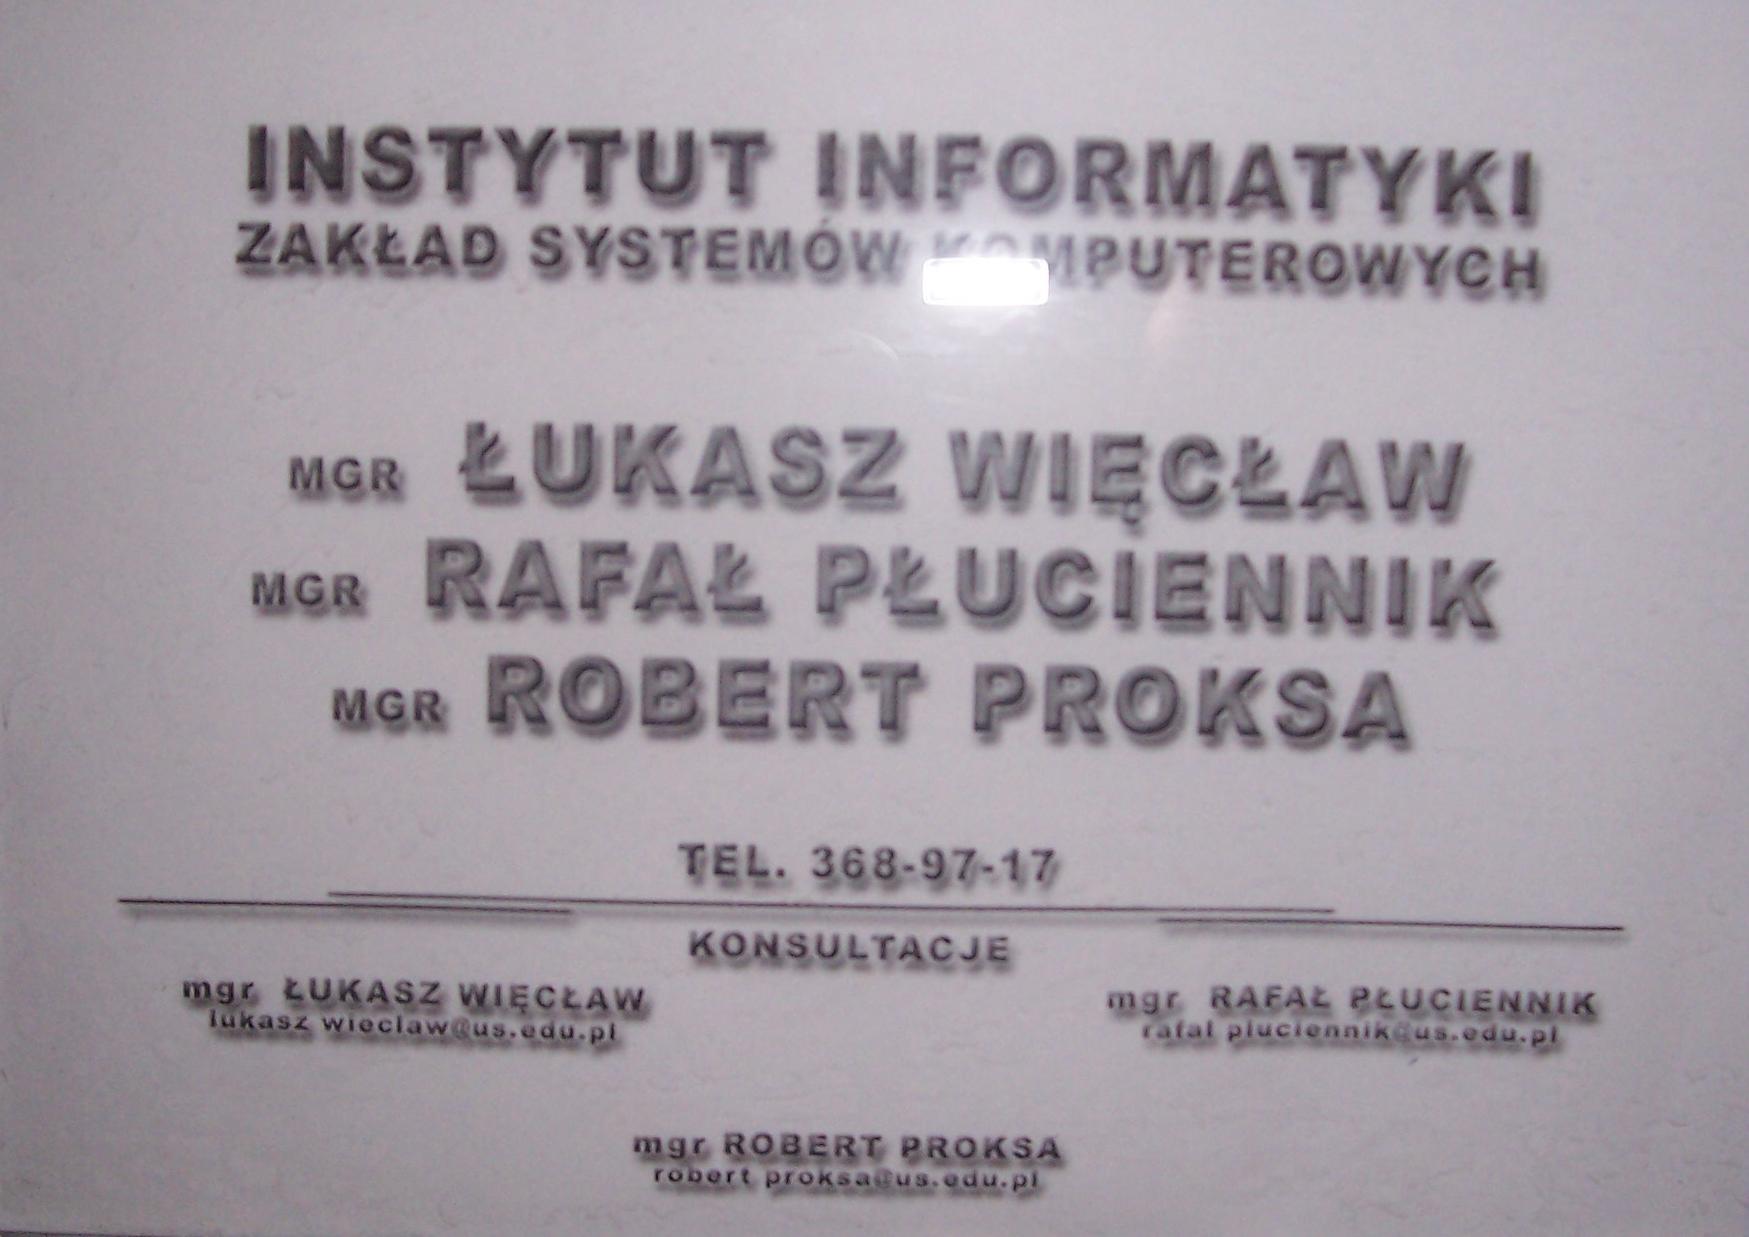 INSTYTUT INFORMATYKI
ZAKŁAD SYSTEMÓW KOMPUTEROWYCH
MGR ŁUKASZ WIĘCŁAW
MGR RAFAŁ PŁUCIENNIK
MGR ROBERT PROKSA
TEL. 368-97-17
KONSULTACJE
mgr ŁUKASZ WIĘCŁAW
lukasz wieclaw@us.edu.pl
mgr RAFAŁ PŁUCIENNIK
rafal pluciennik@us.edu.pl
mgr ROBERT PROKSA
robert proksa@us.edu.pl